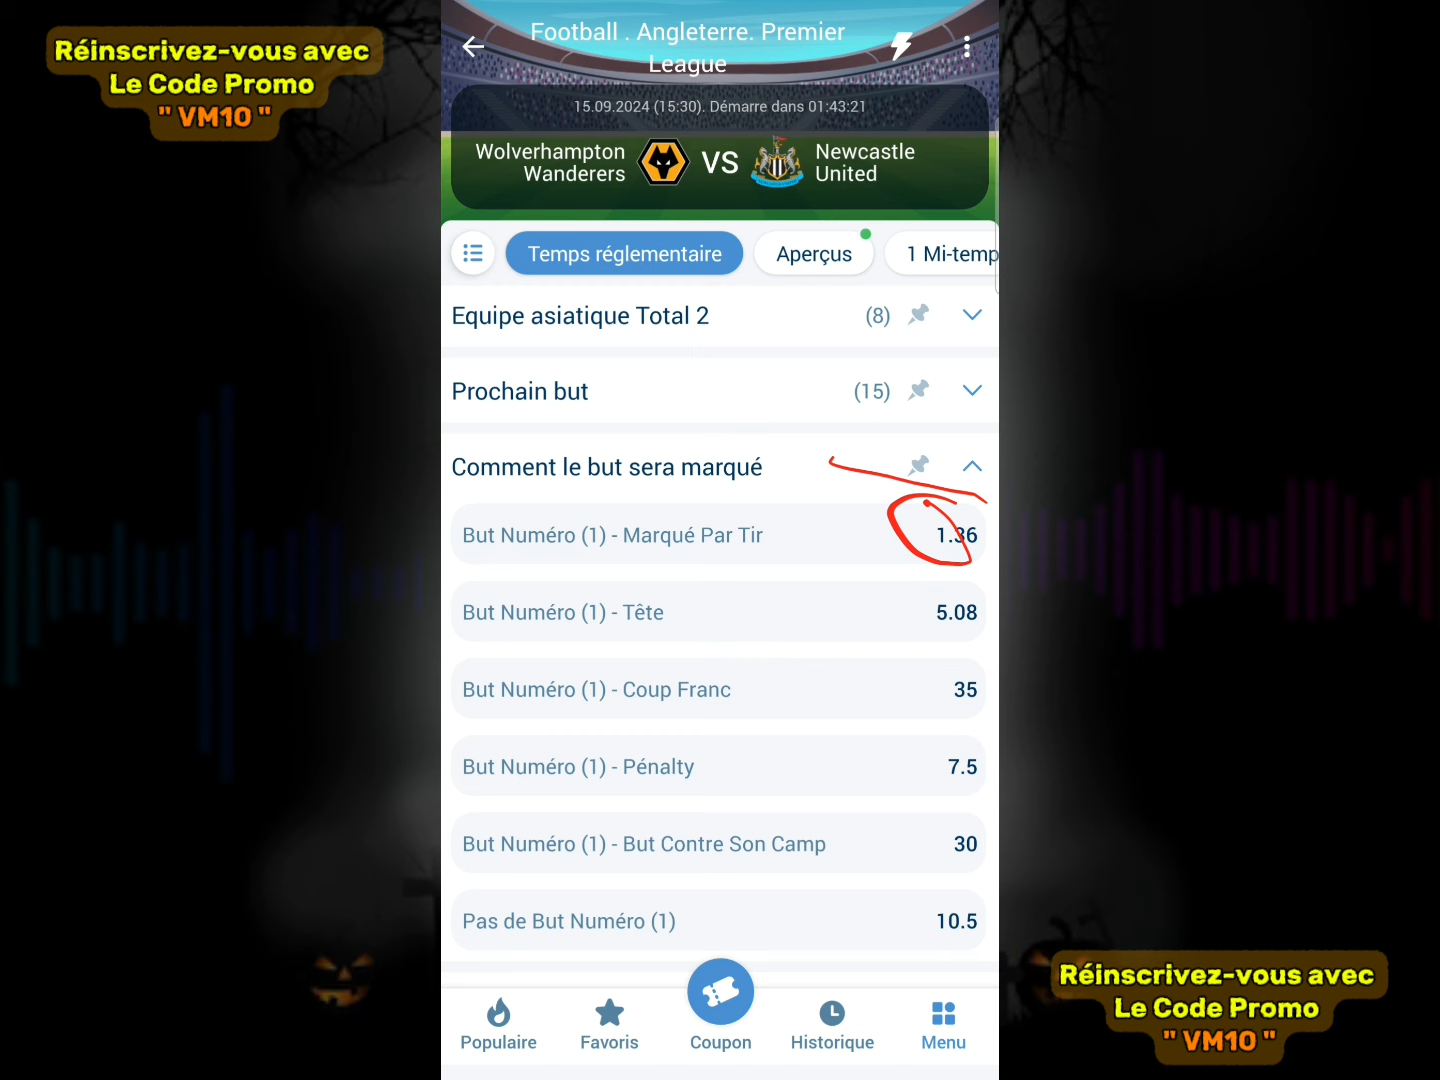 Réinscrivez-vous avec
Le Code Promo
" VM10 "
Football . Angleterre. Premier
League
15.09.2024 (15:30). Démarre dans 01:43:21
Wolverhampton
Wanderers
VS
Newcastle
United
Temps réglementaire
Aperçus
1 Mi-temp
Equipe asiatique Total 2 (8)
Prochain but (15)
Comment le but sera marqué
But Numéro (1) - Marqué Par Tir 1.36
But Numéro (1) - Tête 5.08
But Numéro (1) - Coup Franc 35
But Numéro (1) - Pénalty 7.5
But Numéro (1) - But Contre Son Camp 30
Pas de But Numéro (1) 10.5
Populaire
Favoris
Coupon
Historique
Menu
Réinscrivez-vous avec
Le Code Promo
" VM10 "